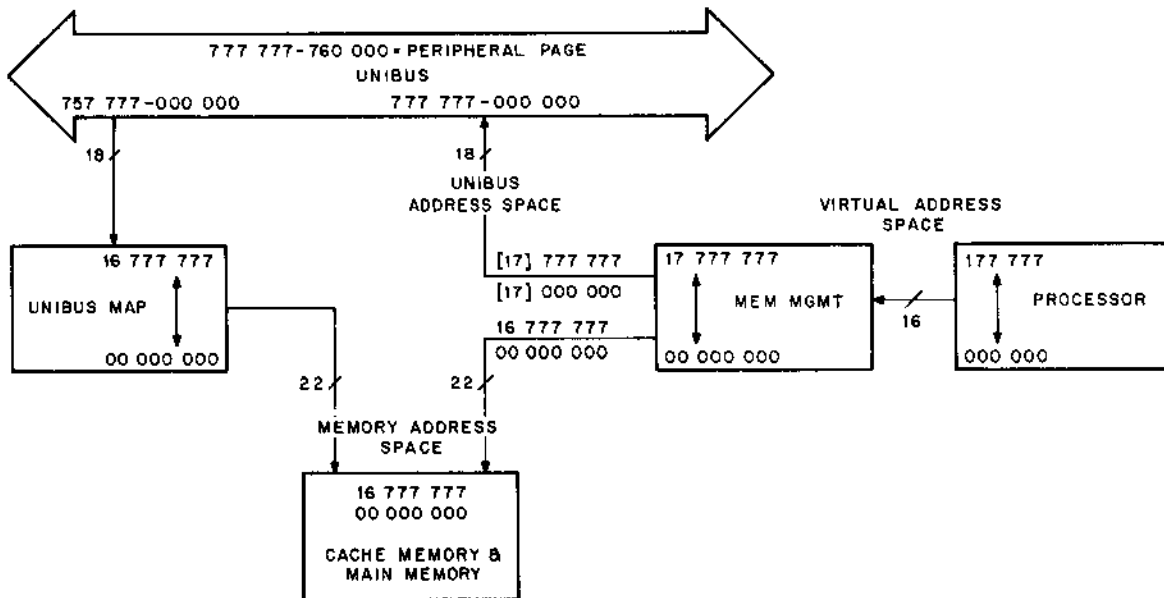 777 777-760 000 = PERIPHERAL PAGE
UNIBUS
757 777-000 000
777 777-000 000
18
18
UNIBUS
ADDRESS SPACE
VIRTUAL ADDRESS
SPACE
16 777 777
UNIBUS MAP
00 000 000
[17] 777 777
[17] 000 000
16 777 777
00 000 000
17 777 777
MEM MGMT
00 000 000
16
177 777
PROCESSOR
000 000
22
22
MEMORY ADDRESS
SPACE
16 777 777
00 000 000
CACHE MEMORY &
MAIN MEMORY